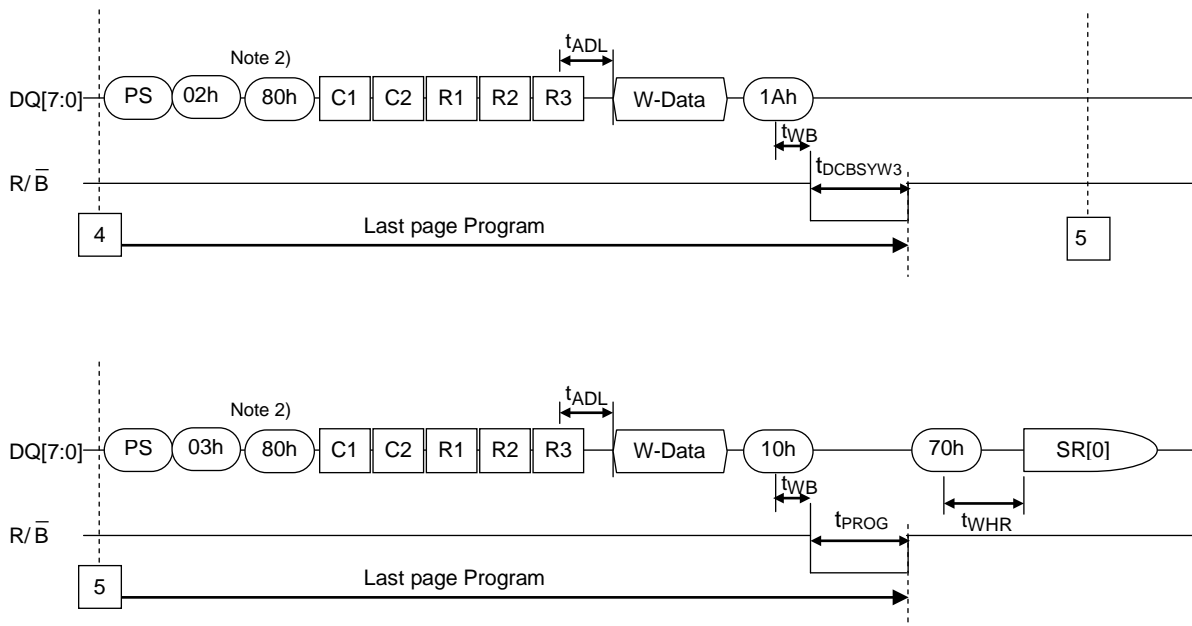 Note 2)
tADL
DQ[7:0] PS 02h 80h C1 C2 R1 R2 R3 W-Data 1Ah
tWB
tDCBSYW3
R/B̅
4 Last page Program 5
Note 2)
tADL
DQ[7:0] PS 03h 80h C1 C2 R1 R2 R3 W-Data 10h 70h SR[0]
tWB
tPROG tWHR
R/B̅
5 Last page Program